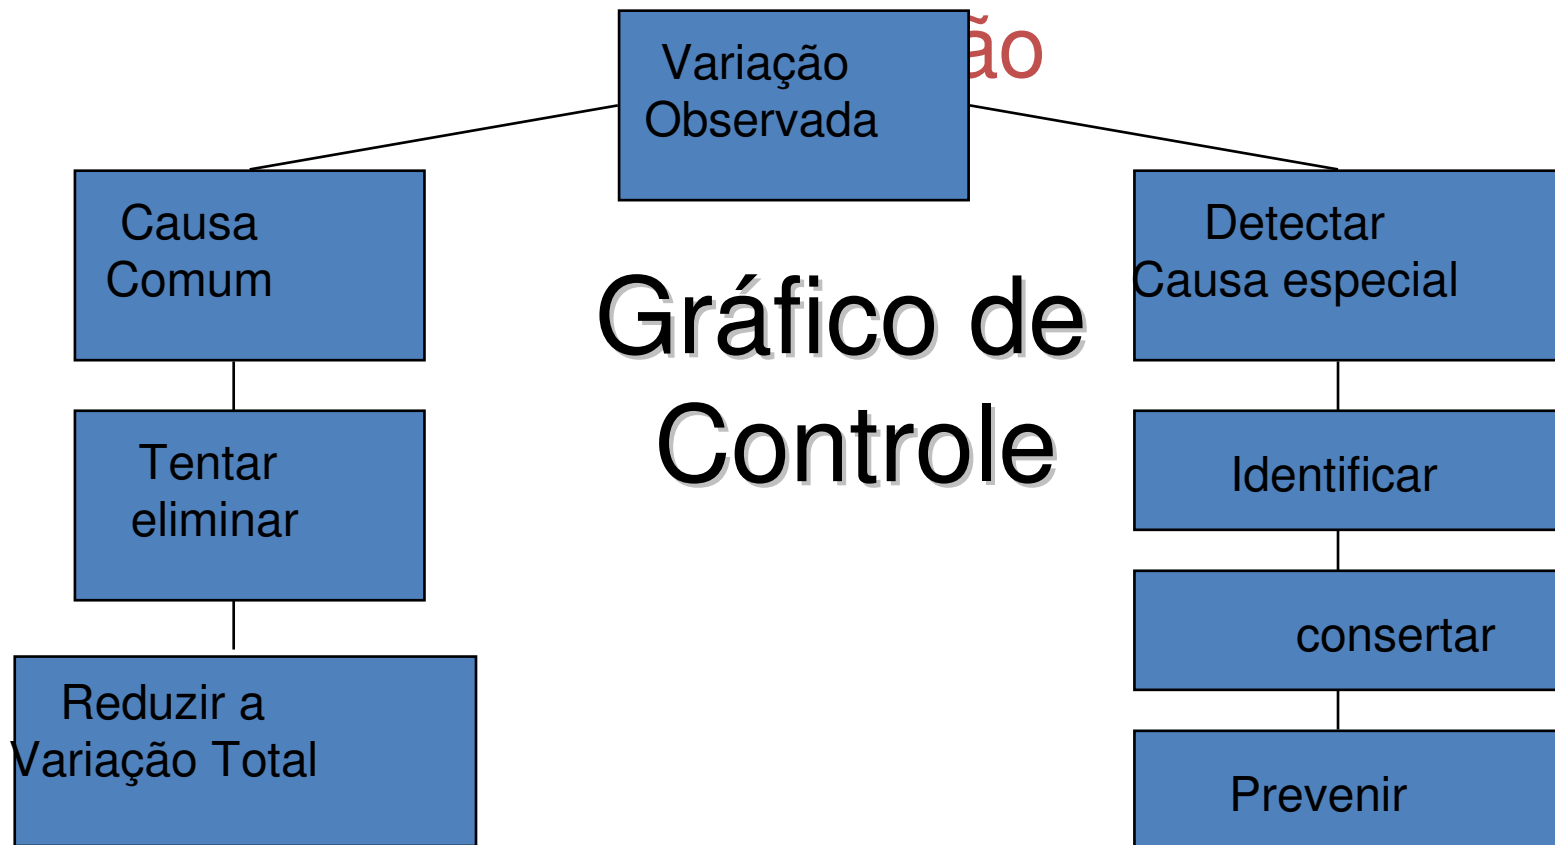 Variação
Observada
Causa
Comum
Tentar
eliminar
Reduzir a
Variação Total
Gráfico de
Controle
Detectar
Causa especial
Identificar
consertar
Prevenir